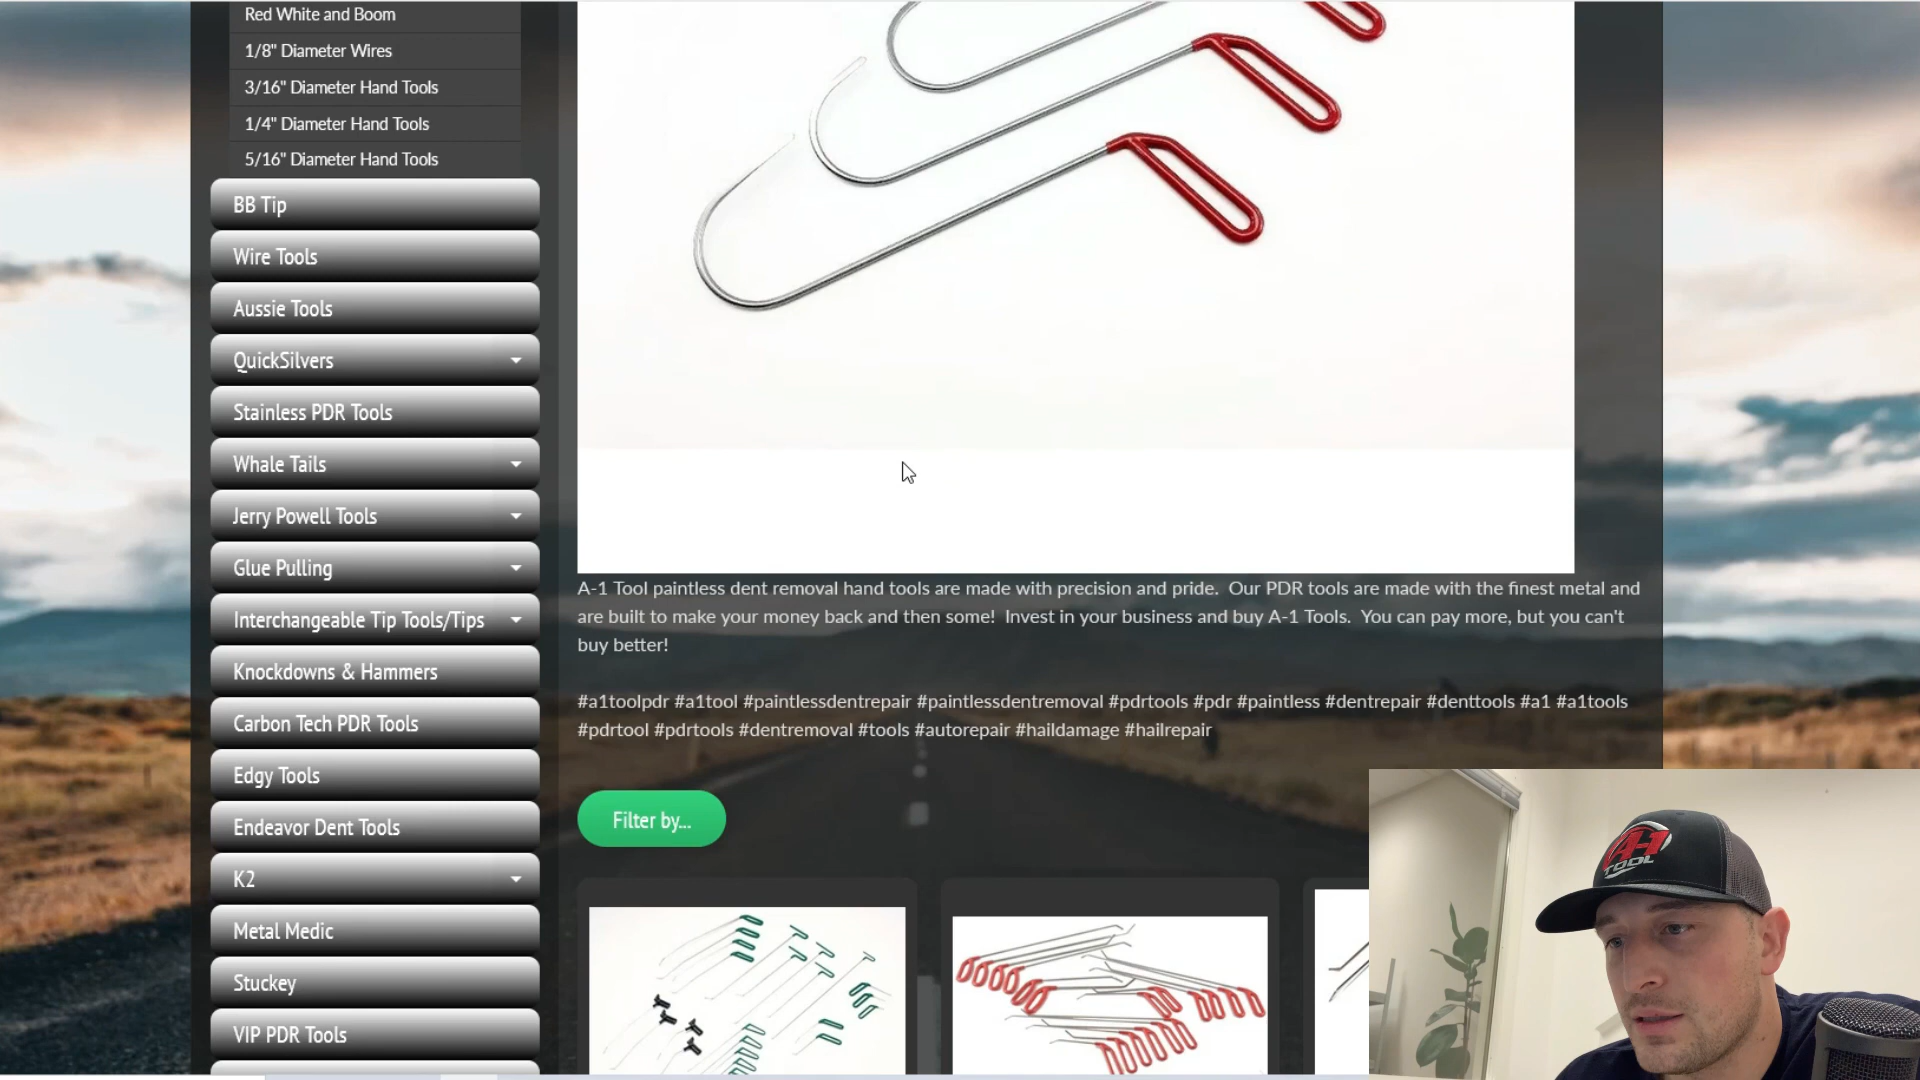 Red White and Boom
1/8" Diameter Wires
3/16" Diameter Hand Tools
1/4" Diameter Hand Tools
5/16" Diameter Hand Tools
BB Tip
Wire Tools
Aussie Tools
QuickSilvers
Stainless PDR Tools
Whale Tails
Jerry Powell Tools
Glue Pulling
Interchangeable Tip Tools/Tips
Knockdowns & Hammers
Carbon Tech PDR Tools
Edgy Tools
Endeavor Dent Tools
K2
Metal Medic
Stuckey
VIP PDR Tools
A-1 Tool paintless dent removal hand tools are made with precision and pride. Our PDR tools are made with the finest metal and
are built to make your money back and then some! Invest in your business and buy A-1 Tools. You can pay more, but you can't
buy better!
#a1toolpdr #a1tool #paintlessdentrepair #paintlessdentremoval #pdrtools #pdr #paintless #dentrepair #denttools #a1 #a1tools
#pdrtool #pdrtools #dentremoval #tools #autorepair #haildamage #hailrepair
Filter by...
A-1
TOOL